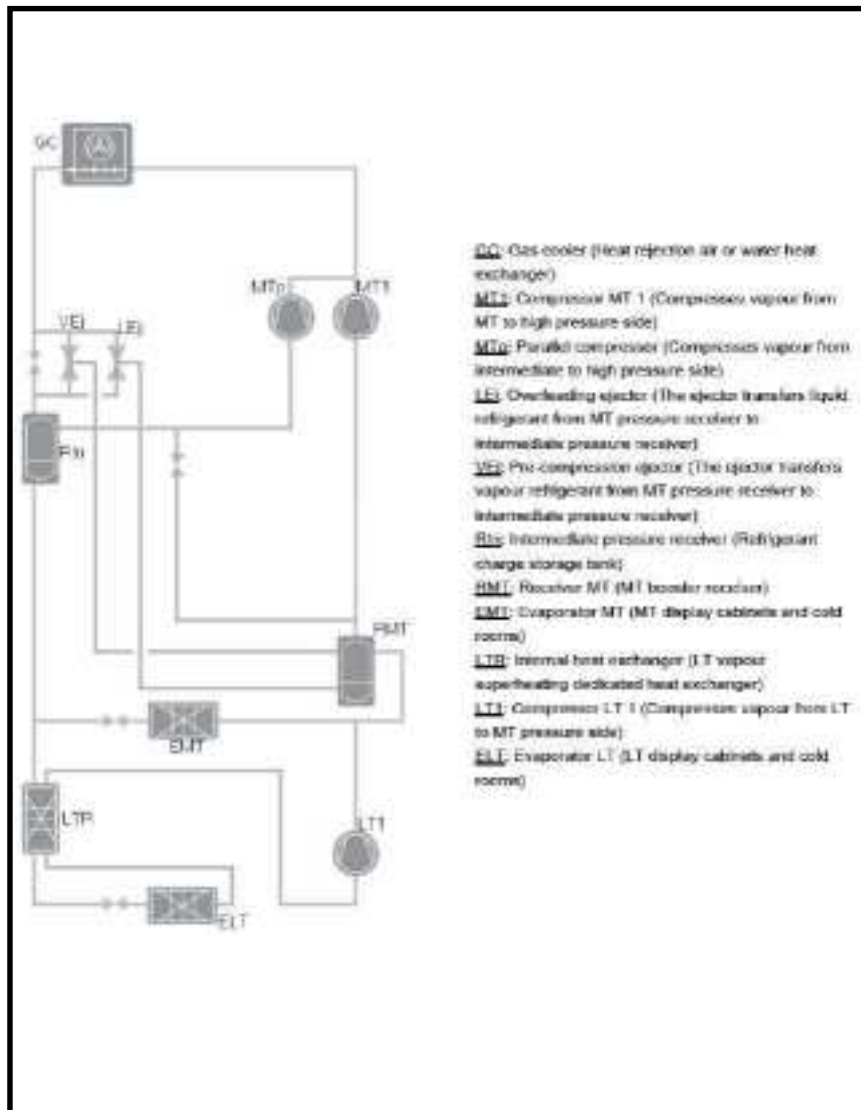 GC
MTp
MT1
VEj
LEj
RIn
RMT
EMT
LTR
LT1
ELT
GC: Gas cooler (Heat rejection air or water heat
exchanger)
MT1: Compressor MT 1 (Compresses vapour from
MT to high pressure side)
MTp: Parallel compressor (Compresses vapour from
intermediate to high pressure side)
LEj: Overfeeding ejector (The ejector transfers liquid
refrigerant from MT pressure receiver to
intermediate pressure receiver)
VEj: Pre-compression ejector (The ejector transfers
vapour refrigerant from MT pressure receiver to
intermediate pressure receiver)
RIn: Intermediate pressure receiver (Refrigerant
charge storage tank)
RMT: Receiver MT (MT booster receiver)
EMT: Evaporator MT (MT display cabinets and cold
rooms)
LTR: Internal heat exchanger (LT vapour
superheating dedicated heat exchanger)
LT1: Compressor LT 1 (Compresses vapour from LT
to MT pressure side)
ELT: Evaporator LT (LT display cabinets and cold
rooms)